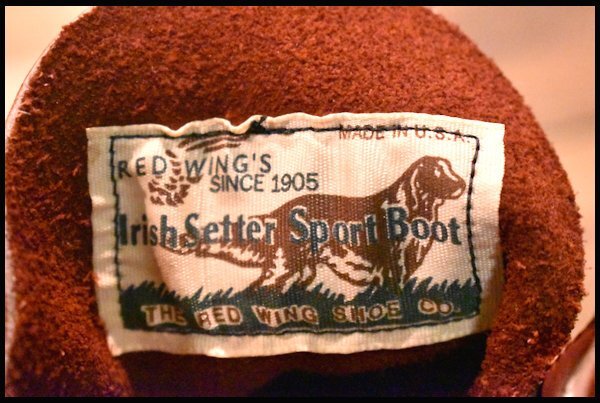 MADE IN U.S.A.
RED WING'S
SINCE 1905
Irish Setter Sport Boot
THE RED WING SHOE CO.